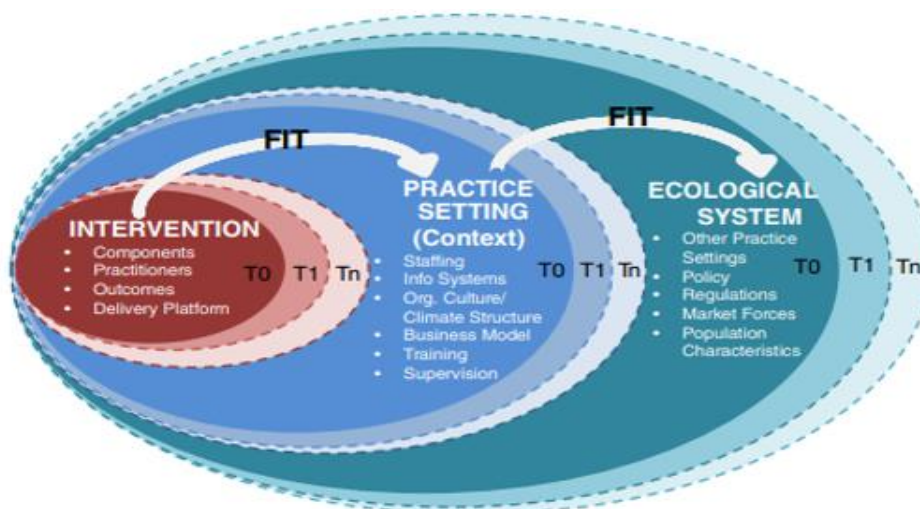 FIT
FIT
INTERVENTION
• Components
• Practitioners
• Outcomes
• Delivery Platform
T0
T1
Tn
PRACTICE
SETTING
(Context)
• Staffing
• Info Systems
• Org. Culture/
Climate Structure
• Business Model
• Training
• Supervision
T0
T1
Tn
ECOLOGICAL
SYSTEM
• Other Practice
Settings
• Policy
• Regulations
• Market Forces
• Population
Characteristics
T0
T1
Tn